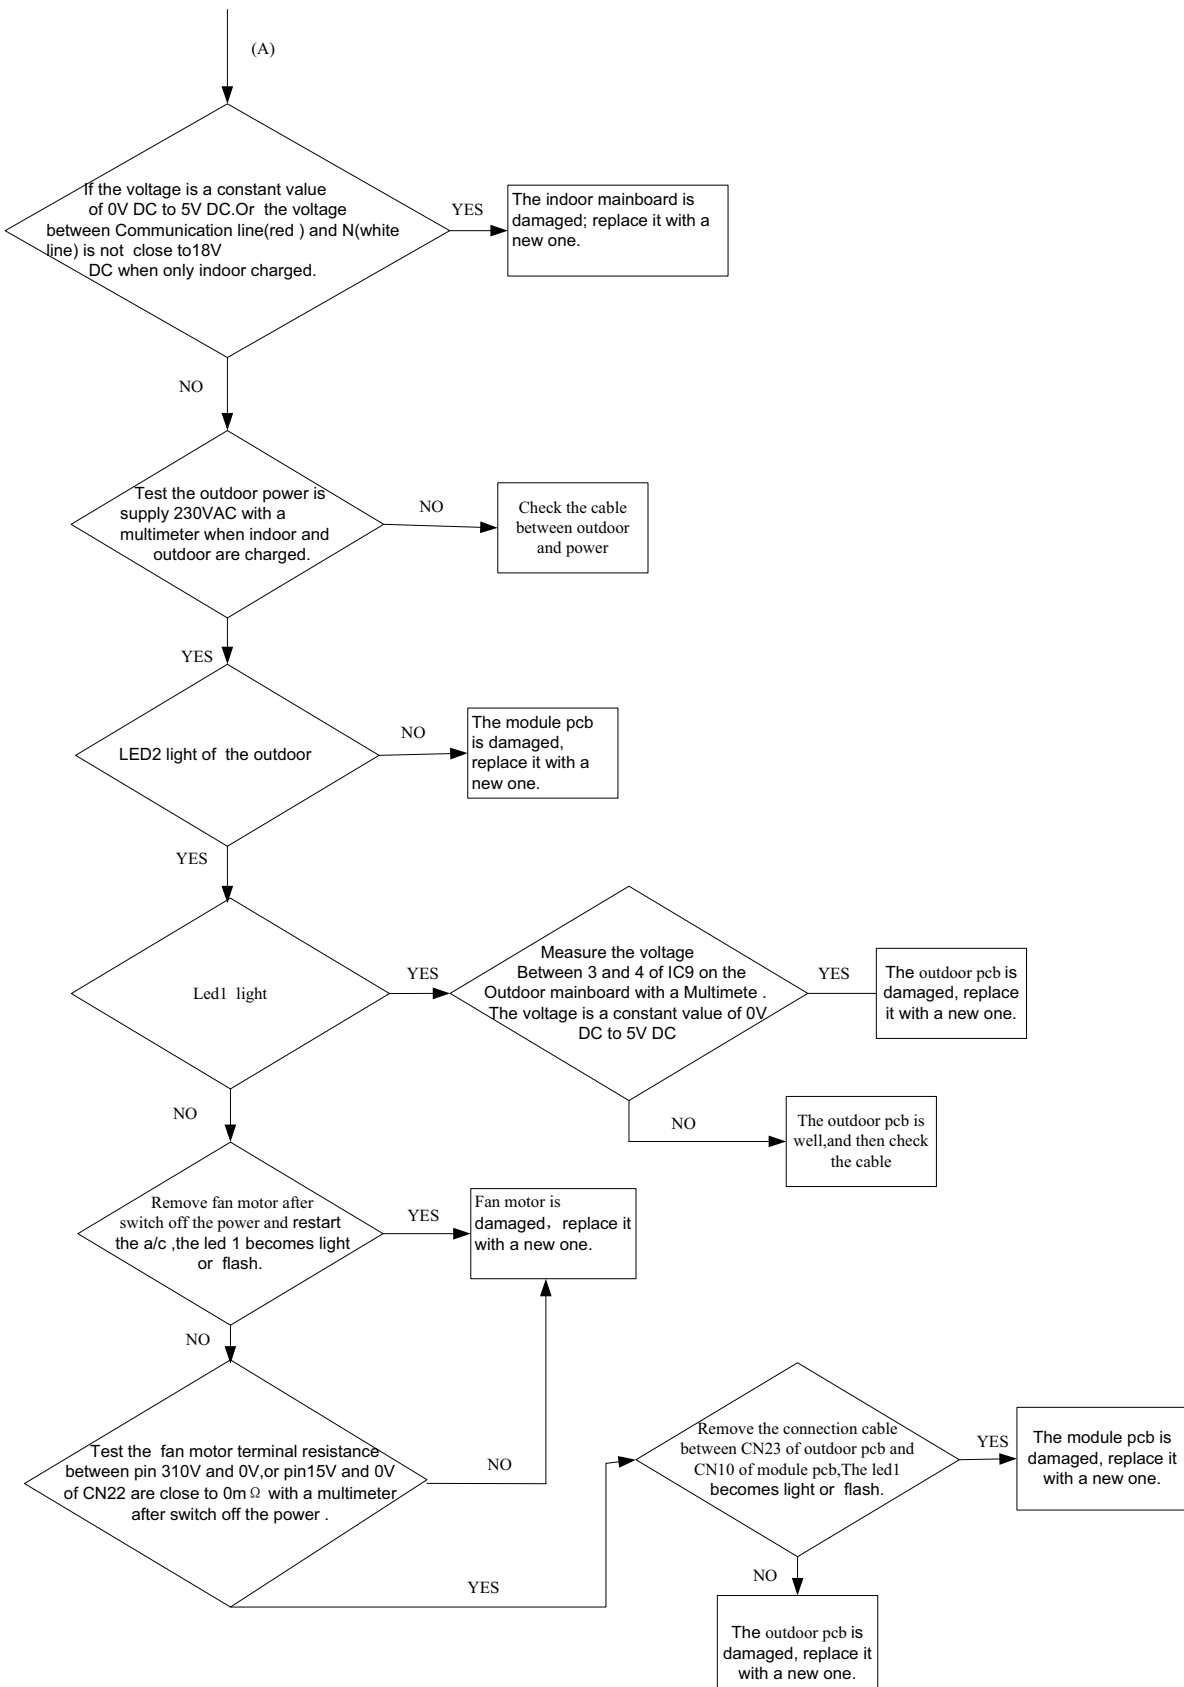 (A)
If the voltage is a constant value
of 0V DC to 5V DC.Or the voltage
between Communication line(red ) and N(white
line) is not close to18V
DC when only indoor charged.
YES
The indoor mainboard is
damaged; replace it with a
new one.
NO
Test the outdoor power is
supply 230VAC with a
multimeter when indoor and
outdoor are charged.
NO
Check the cable
between outdoor
and power
YES
LED2 light of the outdoor
NO
The module pcb
is damaged,
replace it with a
new one.
YES
Led1 light
YES
Measure the voltage
Between 3 and 4 of IC9 on the
Outdoor mainboard with a Multimete .
The voltage is a constant value of 0V
DC to 5V DC
YES
The outdoor pcb is
damaged, replace
it with a new one.
NO
The outdoor pcb is
well,and then check
the cable
NO
Remove fan motor after
switch off the power and restart
the a/c ,the led 1 becomes light
or flash.
YES
Fan motor is
damaged，replace it
with a new one.
NO
Test the fan motor terminal resistance
between pin 310V and 0V,or pin15V and 0V
of CN22 are close to 0mΩ with a multimeter
after switch off the power .
NO
YES
Remove the connection cable
between CN23 of outdoor pcb and
CN10 of module pcb,The led1
becomes light or flash.
YES
The module pcb is
damaged, replace it
with a new one.
NO
The outdoor pcb is
damaged, replace it
with a new one.